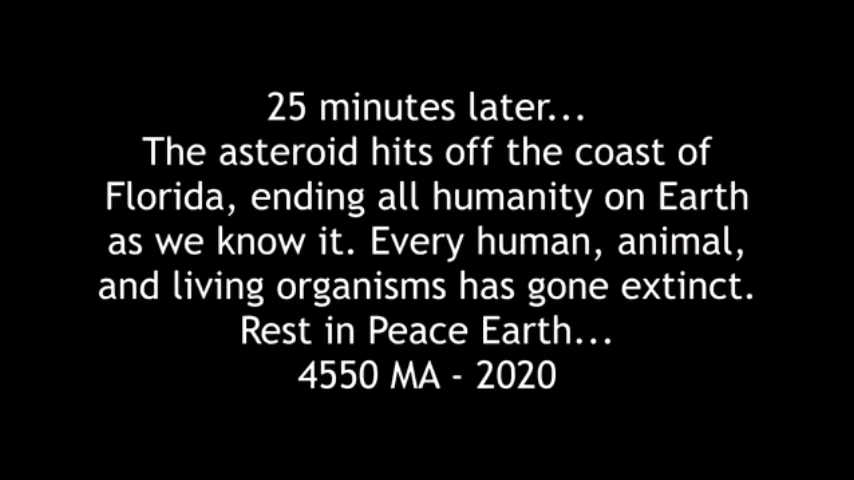 25 minutes later...
The asteroid hits off the coast of
Florida, ending all humanity on Earth
as we know it. Every human, animal,
and living organisms has gone extinct.
Rest in Peace Earth...
4550 MA - 2020